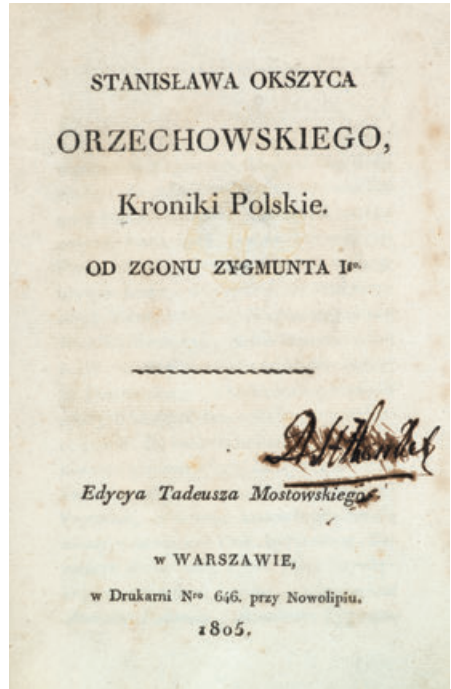 STANISŁAWA OKSZYCA
ORZECHOWSKIEGO,
Kroniki Polskie.
OD ZGONU ZYGMUNTA Igo.
Edycya Tadeusza Mostowskiego.
w WARSZAWIE,
w Drukarni Nro 646. przy Nowolipiu.
1805.